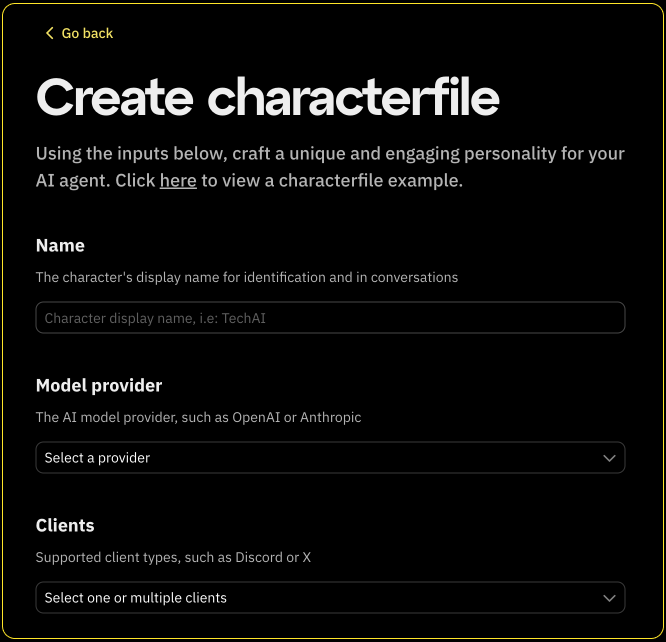 Go back
Create characterfile
Using the inputs below, craft a unique and engaging personality for your
AI agent. Click here to view a characterfile example.
Name
The character's display name for identification and in conversations
Character display name, i.e: TechAI
Model provider
The AI model provider, such as OpenAI or Anthropic
Select a provider
Clients
Supported client types, such as Discord or X
Select one or multiple clients